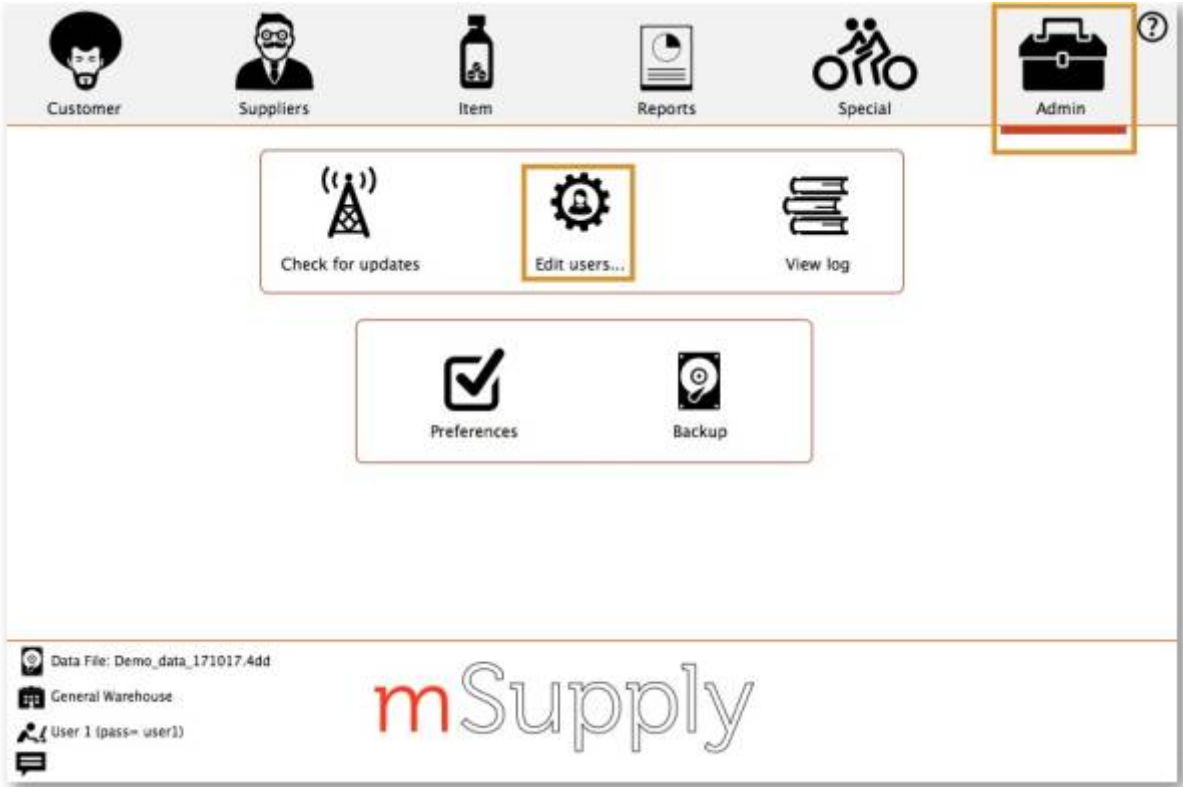 Customer
Suppliers
Item
Reports
Special
Admin
?
Check for updates
Edit users...
View log
Preferences
Backup
Data File: Demo_data_171017.4dd
General Warehouse
User 1 (pass= user1)
mSupply